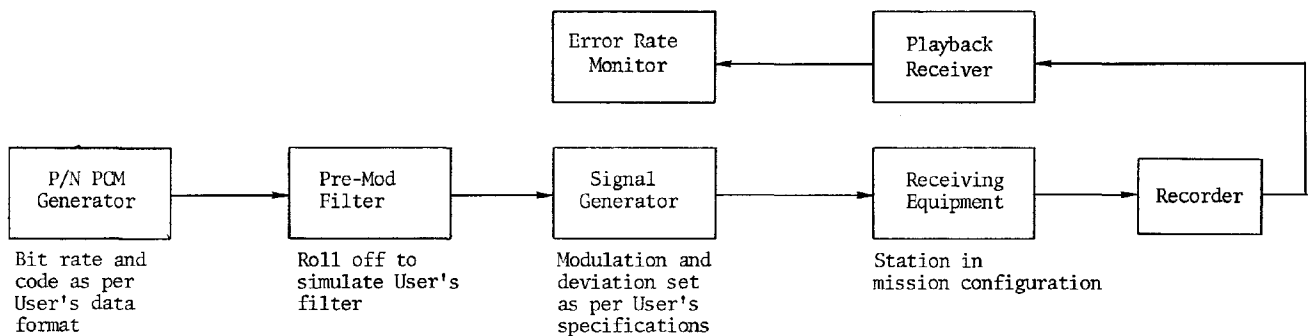 Error Rate
Monitor
Playback
Receiver
P/N PCM
Generator
Pre-Mod
Filter
Signal
Generator
Receiving
Equipment
Recorder
Bit rate and
code as per
User's data
format
Roll off to
simulate User's
filter
Modulation and
deviation set
as per User's
specifications
Station in
mission configuration